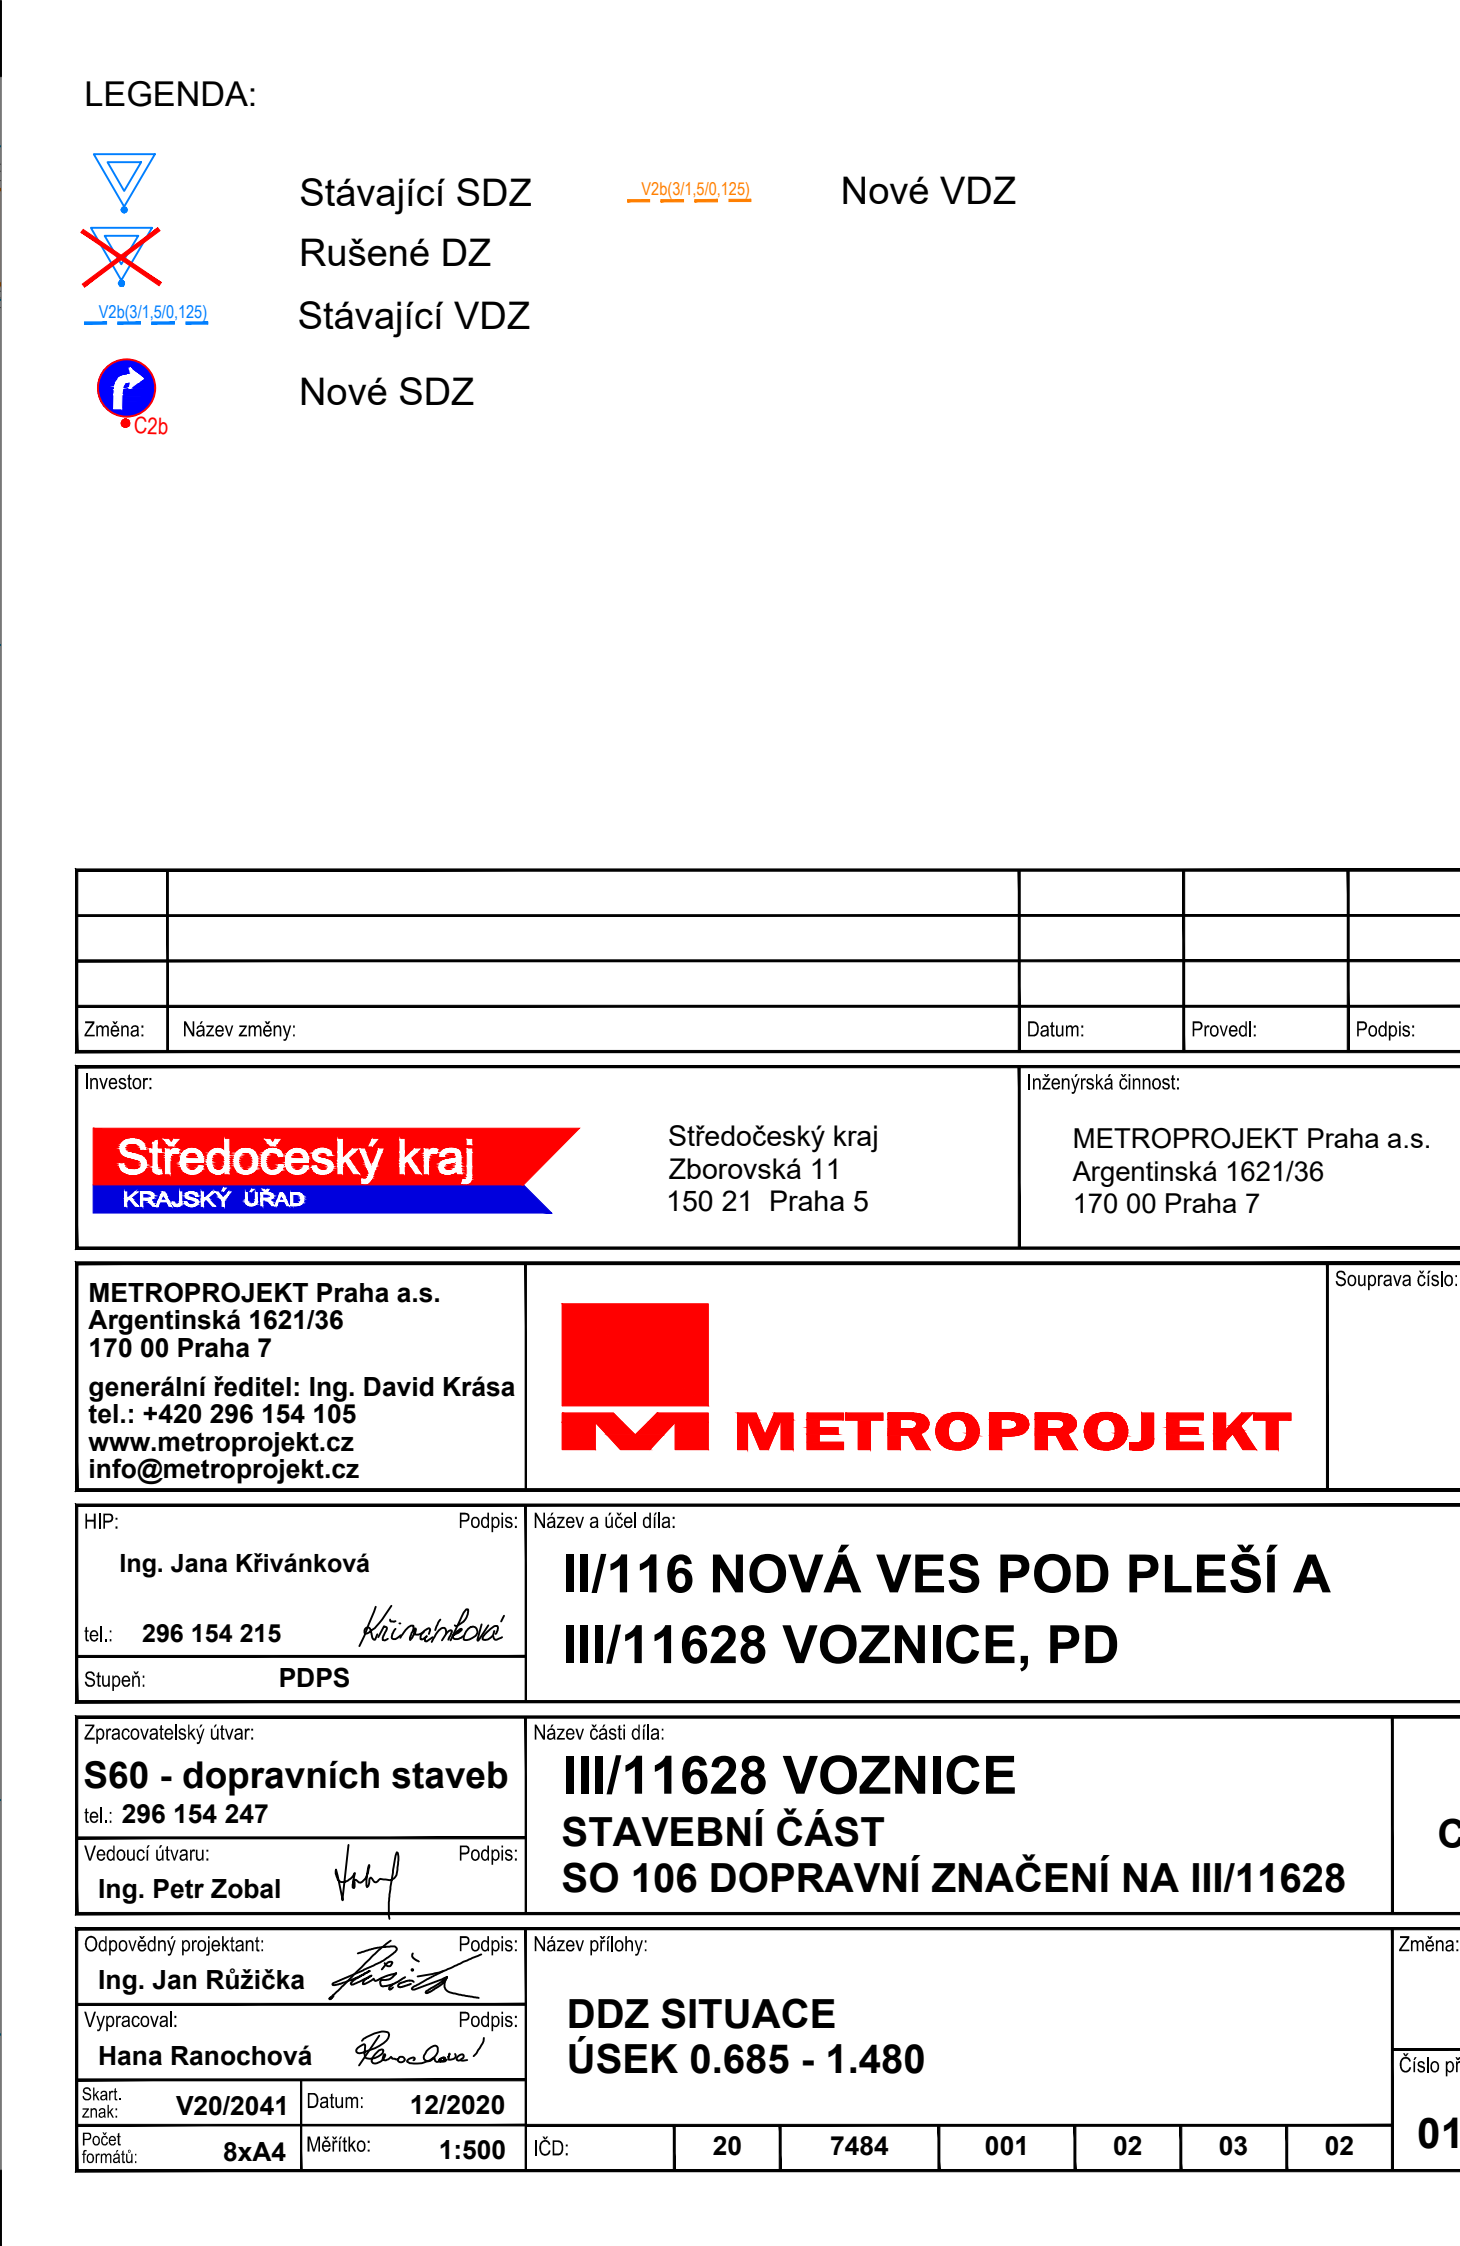 LEGENDA:
Stávající SDZ
V2b(3/1,5/0,125)
Nové VDZ
Rušené DZ
V2b(3/1,5/0,125)
Stávající VDZ
C2b
Nové SDZ
Změna:
Název změny:
Datum:
Provedl:
Podpis:
Investor:
Středočeský kraj
KRAJSKÝ ÚŘAD
Středočeský kraj
Zborovská 11
150 21 Praha 5
Inženýrská činnost:
METROPROJEKT Praha a.s.
Argentinská 1621/36
170 00 Praha 7
METROPROJEKT Praha a.s.
Argentinská 1621/36
170 00 Praha 7
generální ředitel: Ing. David Krása
tel.: +420 296 154 105
www.metroprojekt.cz
info@metroprojekt.cz
METROPROJEKT
Souprava číslo:
HIP:
Podpis:
Ing. Jana Křivánková
tel.: 296 154 215
Křivánková
Stupeň: PDPS
Název a účel díla:
II/116 NOVÁ VES POD PLEŠÍ A
III/11628 VOZNICE, PD
Zpracovatelský útvar:
S60 - dopravních staveb
tel.: 296 154 247
Vedoucí útvaru:
Podpis:
Ing. Petr Zobal
Název části díla:
III/11628 VOZNICE
STAVEBNÍ ČÁST
SO 106 DOPRAVNÍ ZNAČENÍ NA III/11628
Odpovědný projektant:
Podpis:
Ing. Jan Růžička
Vypracoval:
Podpis:
Hana Ranochová
Skart.
znak:
V20/2041
Datum:
12/2020
Počet
formátů:
8xA4
Měřítko:
1:500
Název přílohy:
DDZ SITUACE
ÚSEK 0.685 - 1.480
IČD:
20
7484
001
02
03
02
Změna:
Číslo př
01